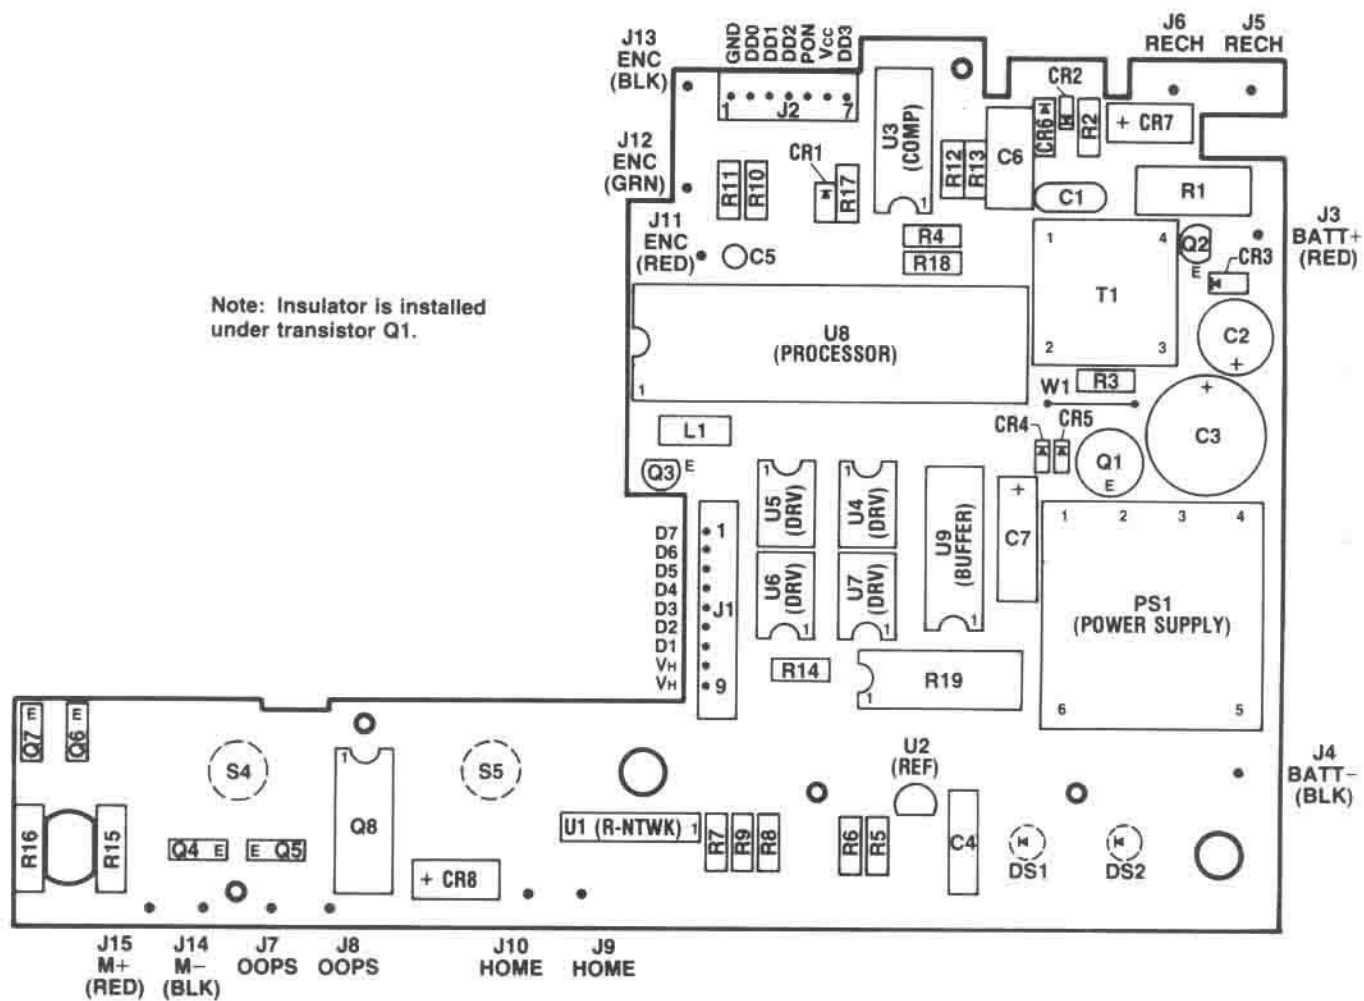 J13
ENC
(BLK)
GND
DD0
DD1
DD2
PON
Vcc
DD3
J6
RECH
J5
RECH
1
J2
7
U3
(COMP)
1
CR2
CR6
R2
+ CR7
J12
ENC
(GRN)
R11
R10
CR1
R17
R12
R13
C6
C1
R1
J11
ENC
(RED)
C5
R4
R18
1
4
T1
2
3
Q2
E
CR3
J3
BATT+
(RED)
Note: Insulator is installed
under transistor Q1.
U8
(PROCESSOR)
1
C2
+
R3
W1
+
C3
L1
CR4
CR5
Q1
E
Q3
E
1
U5
(DRV)
1
U4
(DRV)
U9
(BUFFER)
1
+
C7
1
2
3
4
PS1
(POWER SUPPLY)
6
5
D7
D6
D5
D4
D3
D2
D1
VH
VH
1
J1
9
U6
(DRV)
1
U7
(DRV)
1
R14
1
R19
E
Q7
E
Q6
S4
1
Q8
S5
U2
(REF)
J4
BATT-
(BLK)
R16
R15
Q4 E
E Q5
+ CR8
U1 (R-NTWK) 1
R7
R9
R8
R6
R5
C4
DS1
DS2
J15
M+
(RED)
J14
M-
(BLK)
J7
OOPS
J8
OOPS
J10
HOME
J9
HOME